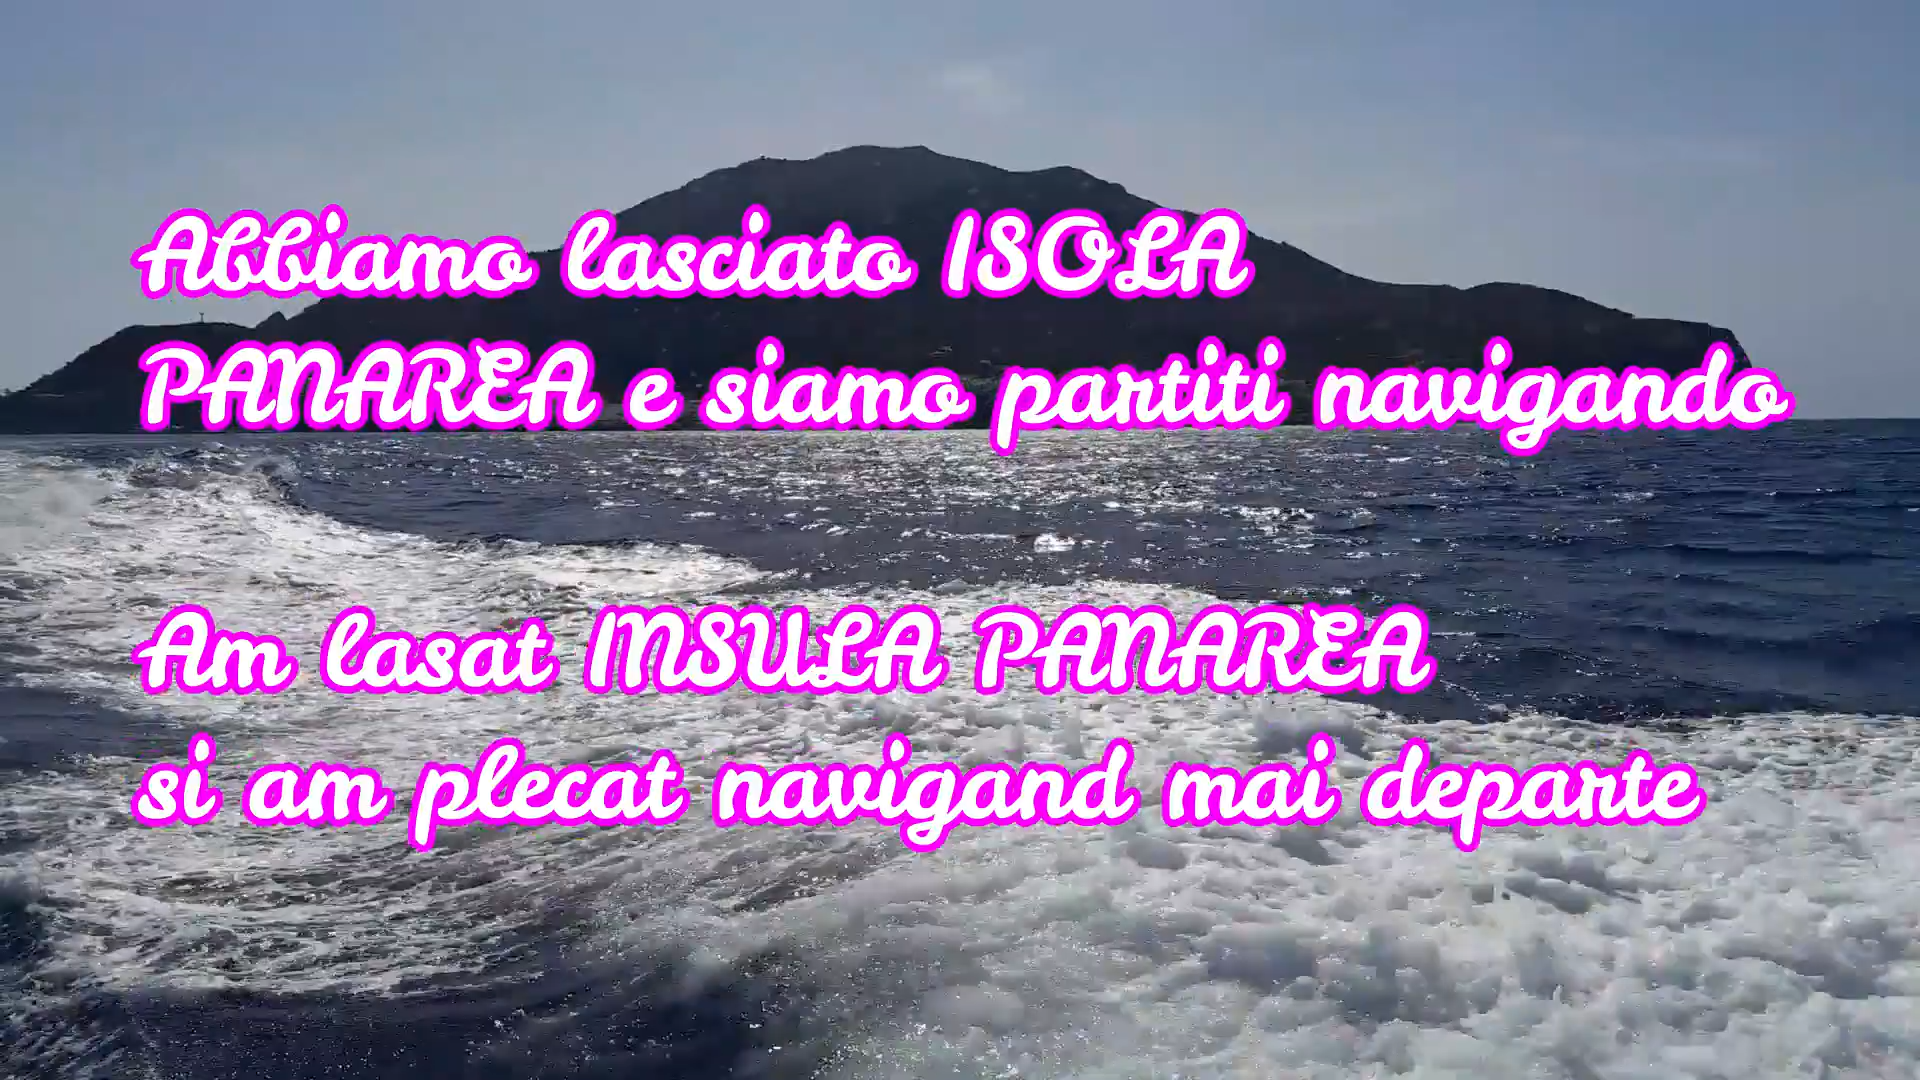 Abbiamo lasciato ISOLA
PANAREA e siamo partiti navigando
Am lasat INSULA PANAREA
si am plecat navigand mai departe